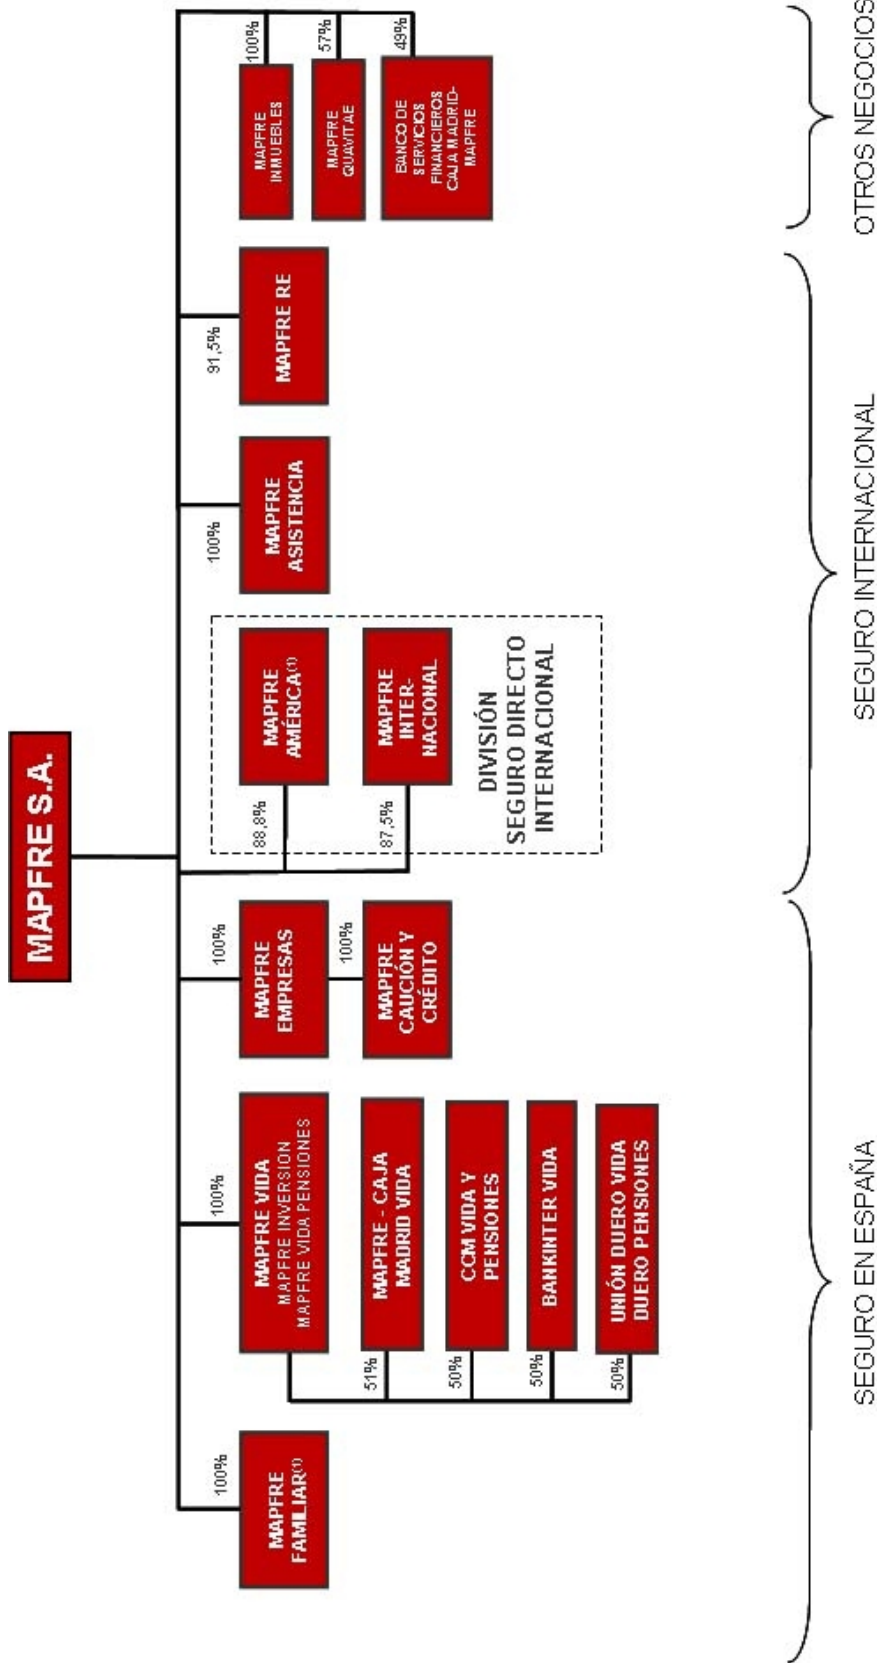 MAPFRE S.A.
100%
MAPFRE
FAMILIAR(1)
100%
MAPFRE VIDA
MAPFRE INVERSION
MAPFRE VIDA PENSIONES
51%
MAPFRE - CAJA
MADRID VIDA
50%
CCM VIDA Y
PENSIONES
50%
BANKINTER VIDA
50%
UNIÓN DUERO VIDA
DUERO PENSIONES
100%
MAPFRE
EMPRESAS
100%
MAPFRE
CAUCIÓN Y
CRÉDITO
88,8%
MAPFRE
AMÉRICA(1)
87,5%
MAPFRE
INTER-
NACIONAL
DIVISIÓN
SEGURO DIRECTO
INTERNACIONAL
100%
MAPFRE
ASISTENCIA
91,5%
MAPFRE RE
100%
MAPFRE
INMUEBLES
57%
MAPFRE
QUAVITAE
49%
BANCO DE
SERVICIOS
FINANCIEROS
CAJA MADRID-
MAPFRE
SEGURO EN ESPAÑA
SEGURO INTERNACIONAL
OTROS NEGOCIOS